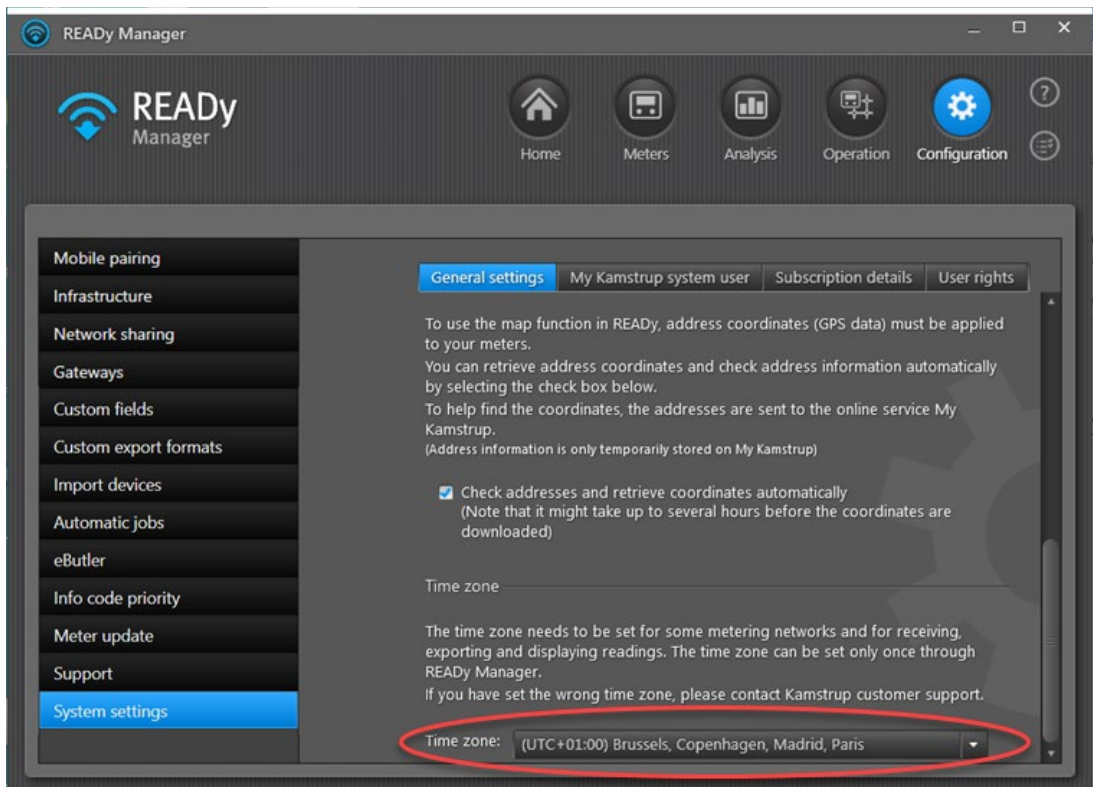 READy Manager
READy
Manager
Home
Meters
Analysis
Operation
Configuration
?
Mobile pairing
Infrastructure
Network sharing
Gateways
Custom fields
Custom export formats
Import devices
Automatic jobs
eButler
Info code priority
Meter update
Support
System settings
General settings
My Kamstrup system user
Subscription details
User rights
To use the map function in READy, address coordinates (GPS data) must be applied
to your meters.
You can retrieve address coordinates and check address information automatically
by selecting the check box below.
To help find the coordinates, the addresses are sent to the online service My
Kamstrup.
(Address information is only temporarily stored on My Kamstrup)
Check addresses and retrieve coordinates automatically
(Note that it might take up to several hours before the coordinates are
downloaded)
Time zone
The time zone needs to be set for some metering networks and for receiving,
exporting and displaying readings. The time zone can be set only once through
READy Manager.
If you have set the wrong time zone, please contact Kamstrup customer support.
Time zone: (UTC+01:00) Brussels, Copenhagen, Madrid, Paris